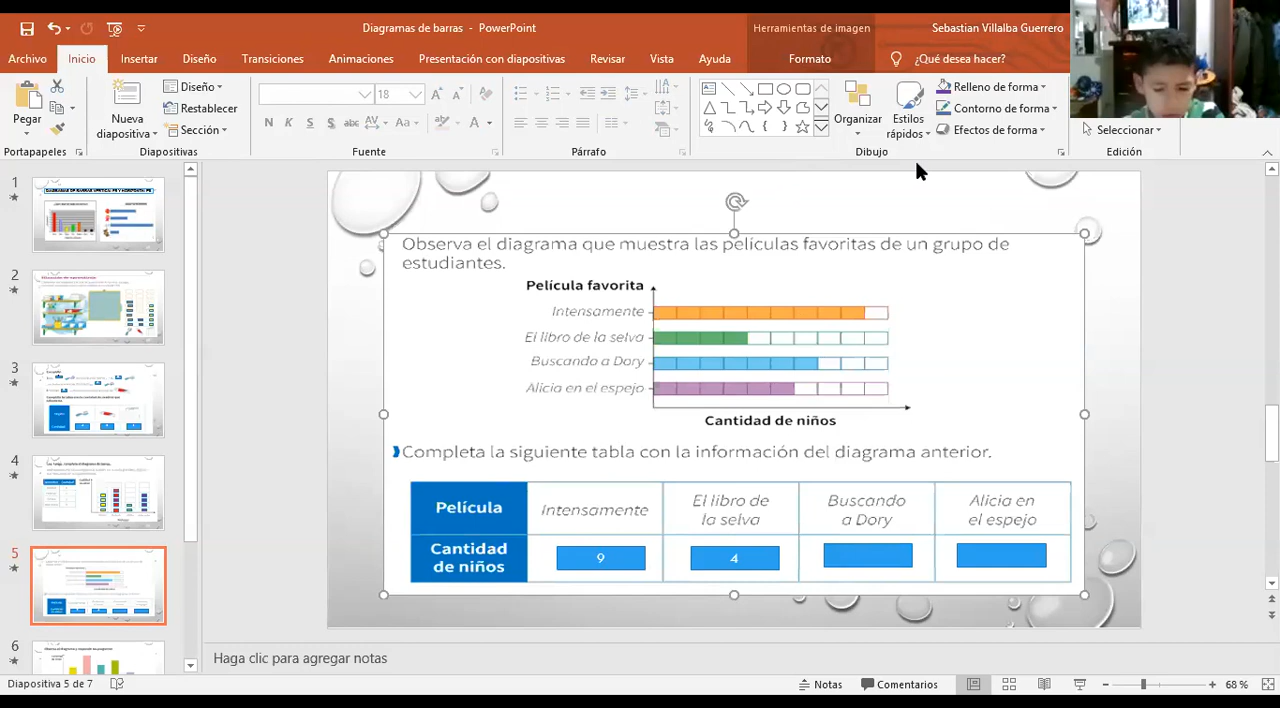 Diagramas de barras - PowerPoint
Herramientas de imagen
Sebastian Villalba Guerrero
Archivo
Inicio
Insertar
Diseño
Transiciones
Animaciones
Presentación con diapositivas
Revisar
Vista
Ayuda
Formato
¿Qué desea hacer?
Pegar
Nueva diapositiva
Diseño
Restablecer
Sección
18
N K S S abc AV Aa A
Organizar
Estilos rápidos
Relleno de forma
Contorno de forma
Efectos de forma
Seleccionar
Portapapeles
Diapositivas
Fuente
Párrafo
Dibujo
Edición
1
2
3
4
5
6
Observa el diagrama que muestra las películas favoritas de un grupo de
estudiantes.
Película favorita
Intensamente
El libro de la selva
Buscando a Dory
Alicia en el espejo
Cantidad de niños
Completa la siguiente tabla con la información del diagrama anterior.
Película
Intensamente
El libro de
la selva
Buscando
a Dory
Alicia en
el espejo
Cantidad
de niños
9
4
Haga clic para agregar notas
Diapositiva 5 de 7
Notas
Comentarios
68 %